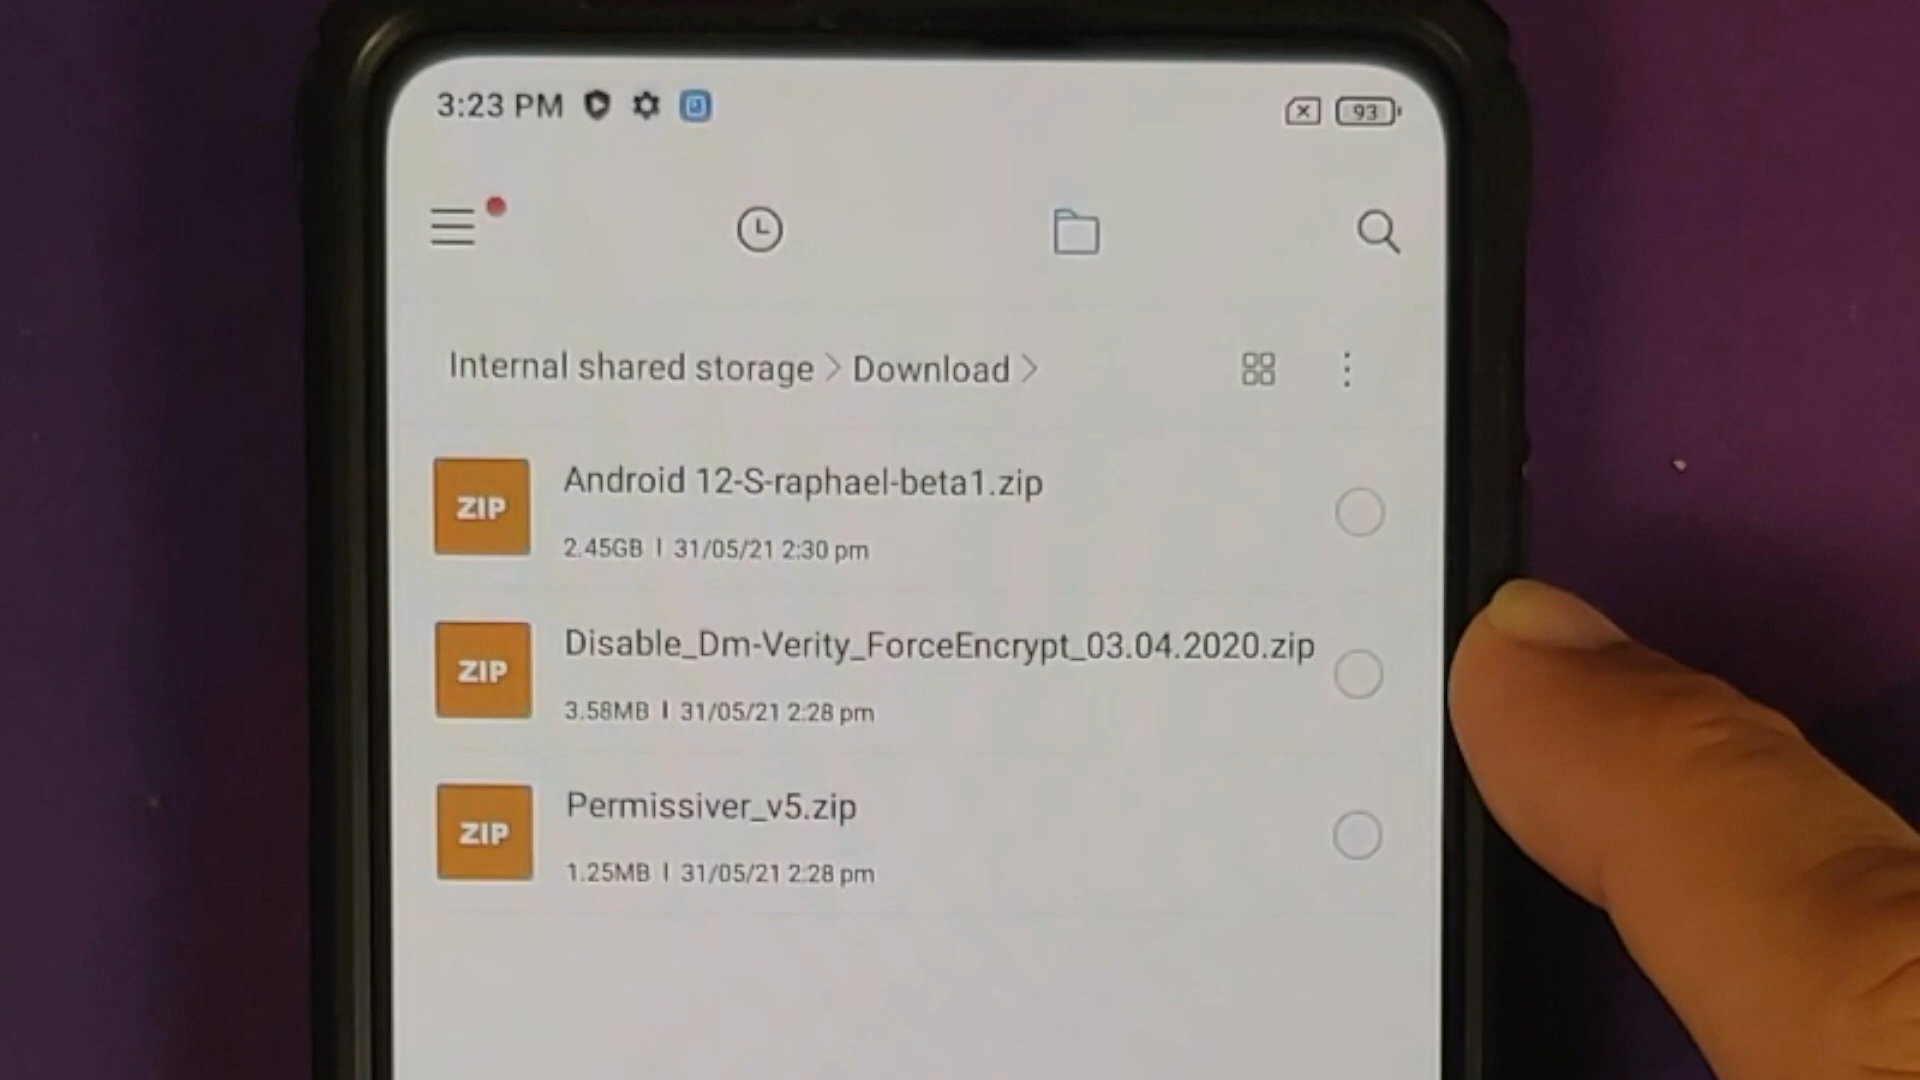 3:23 PM
93
Internal shared storage > Download >
ZIP
Android 12-S-raphael-beta1.zip
2.45GB | 31/05/21 2:30 pm
ZIP
Disable_Dm-Verity_ForceEncrypt_03.04.2020.zip
3.58MB | 31/05/21 2:28 pm
ZIP
Permissiver_v5.zip
1.25MB | 31/05/21 2:28 pm